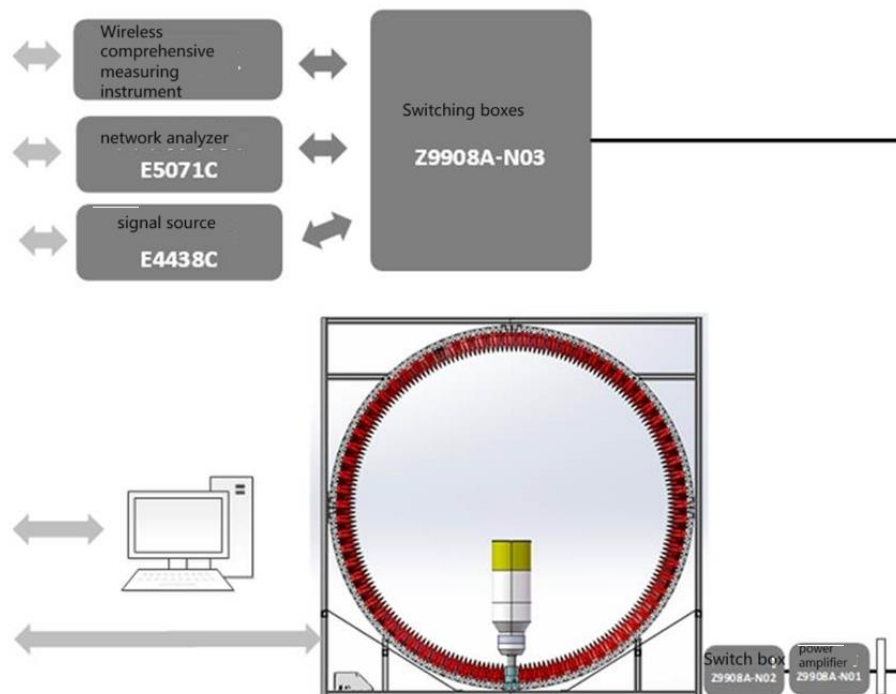 Wireless
comprehensive
measuring
instrument
network analyzer
E5071C
signal source
E4438C
Switching boxes
Z9908A-N03
Switch box
Z9908A-N02
power
amplifier
Z9908A-N01